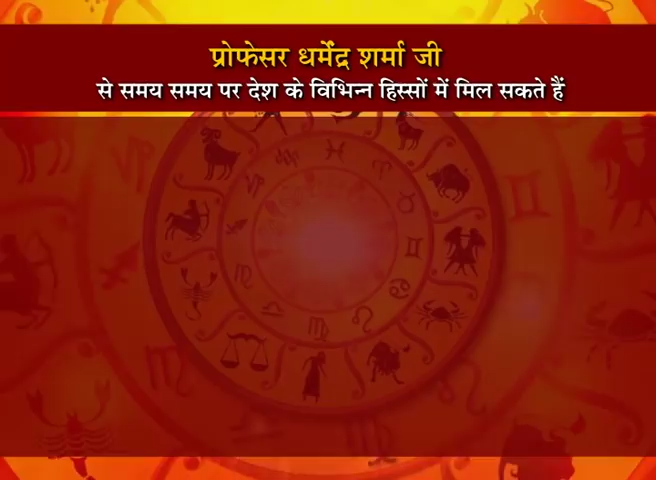 प्रोफेसर धर्मेंद्र शर्मा जी
से समय समय पर देश के विभिन्न हिस्सों में मिल सकते हैं